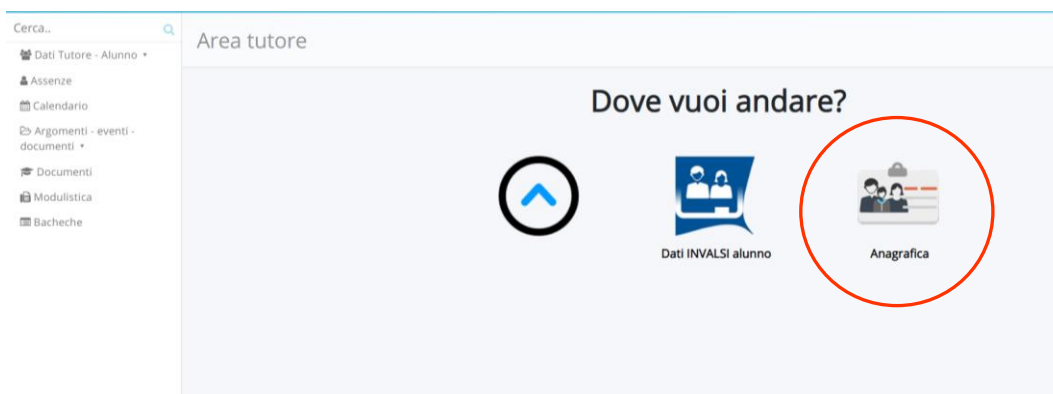 Cerca..
Dati Tutore - Alunno
Assenze
Calendario
Argomenti - eventi -
documenti
Documenti
Modulistica
Bacheche
Area tutore
Dove vuoi andare?
Dati INVALSI alunno
Anagrafica